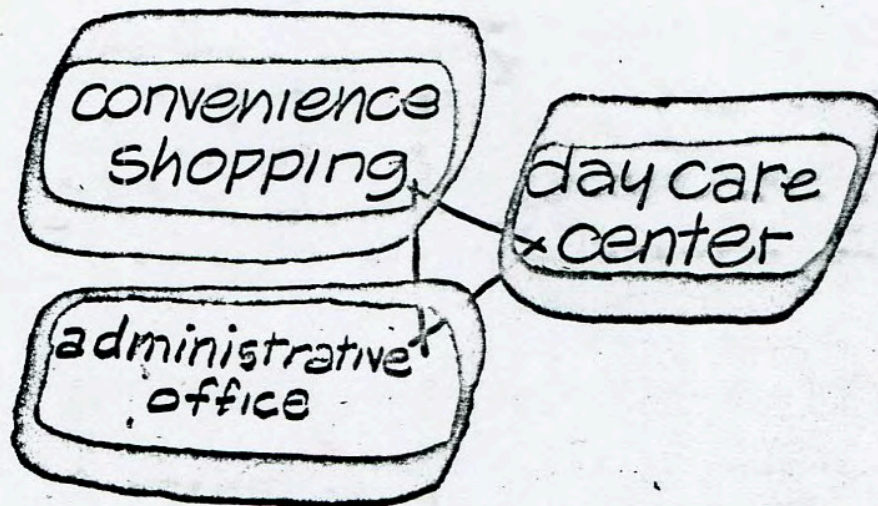 convenience
shopping
day care
center
administrative
office